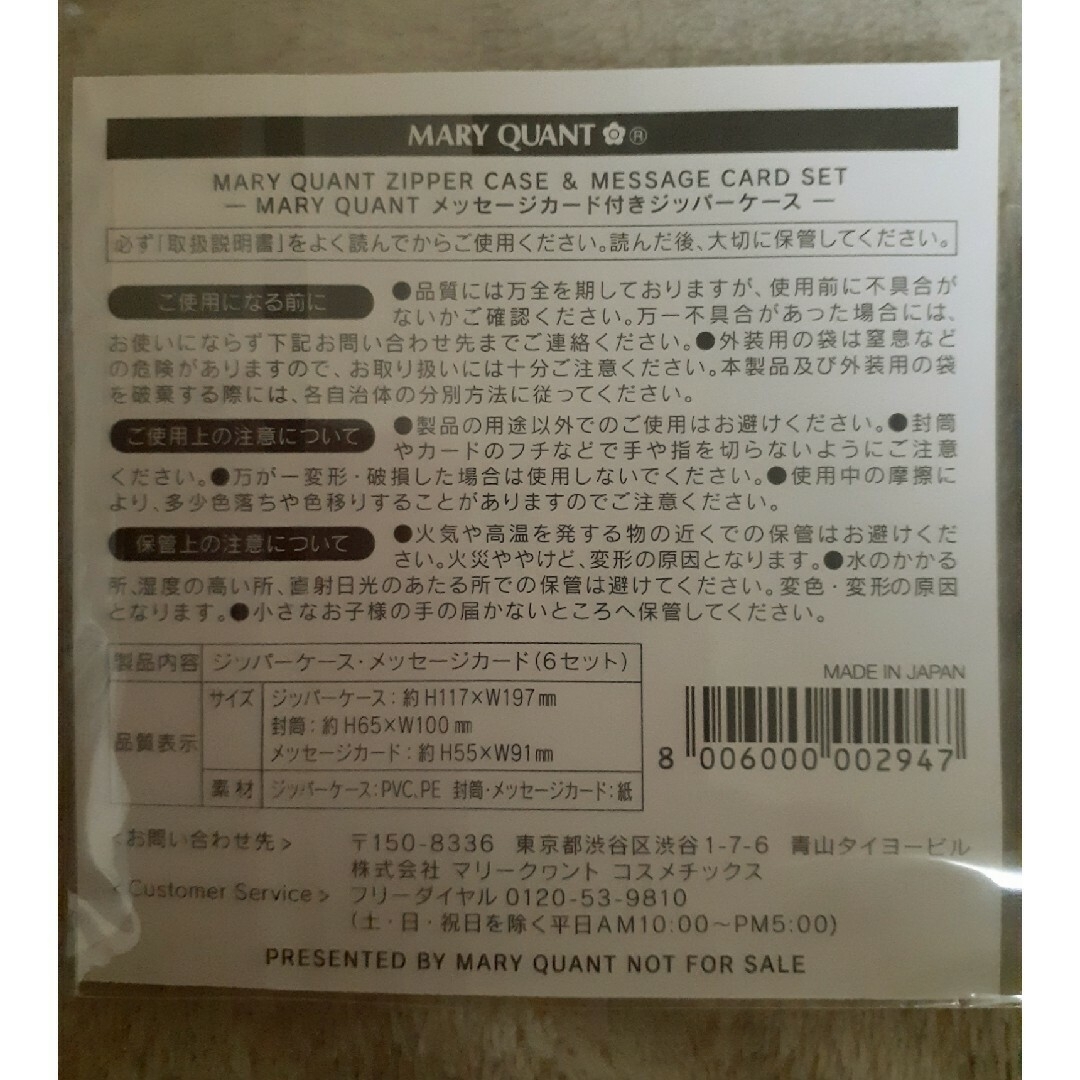 MARY QUANT ®
MARY QUANT ZIPPER CASE & MESSAGE CARD SET
— MARY QUANT メッセージカード付きジッパーケース —
必ず「取扱説明書」をよく読んでからご使用ください。読んだ後、大切に保管してください。
ご使用になる前に ●品質には万全を期しておりますが、使用前に不具合が
ないかご確認ください。万一不具合があった場合には、
お使いにならず下記お問い合わせ先までご連絡ください。●外装用の袋は窒息など
の危険がありますので、お取り扱いには十分ご注意ください。本製品及び外装用の袋
を破棄する際には、各自治体の分別方法に従ってください。
ご使用上の注意について ●製品の用途以外でのご使用はお避けください。●封筒
やカードのフチなどで手や指を切らないようにご注意
ください。●万が一変形・破損した場合は使用しないでください。●使用中の摩擦に
より、多少色落ちや色移りすることがありますのでご注意ください。
保管上の注意について ●火気や高温を発する物の近くでの保管はお避けくだ
さい。火災ややけど、変形の原因となります。●水のかかる
所、湿度の高い所、直射日光のあたる所での保管は避けてください。変色・変形の原因
となります。●小さなお子様の手の届かないところへ保管してください。
製品内容 ジッパーケース・メッセージカード(6セット)
品質表示 サイズ ジッパーケース：約H117×W197㎜
封筒：約H65×W100㎜
メッセージカード：約H55×W91㎜
素材 ジッパーケース：PVC、PE 封筒・メッセージカード：紙
MADE IN JAPAN
8 006000 002947
<お問い合わせ先> 〒150-8336 東京都渋谷区渋谷1-7-6 青山タイヨービル
株式会社 マリークヮント コスメチックス
<Customer Service> フリーダイヤル 0120-53-9810
(土・日・祝日を除く平日AM10:00～PM5:00)
PRESENTED BY MARY QUANT NOT FOR SALE